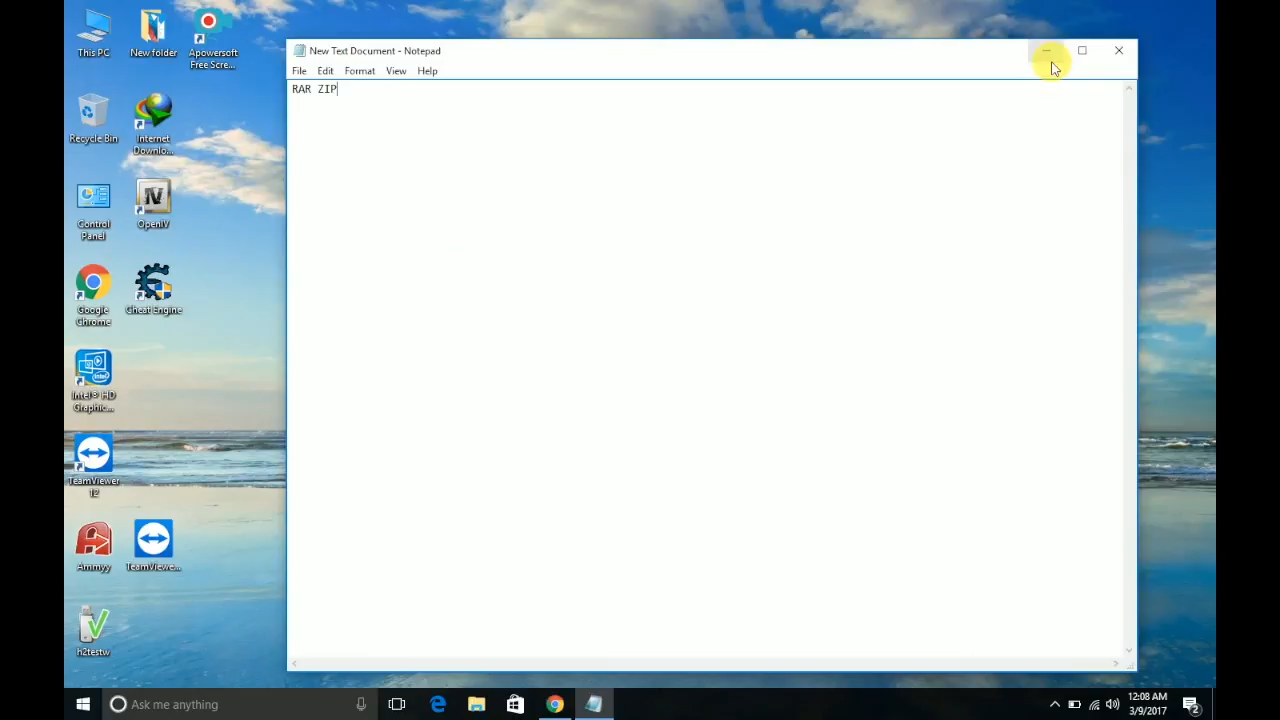 This PC
New folder
Apowersoft
Free Scre...
Recycle Bin
Internet
Downlo...
Control
Panel
OpenIV
Google
Chrome
Cheat Engine
Intel® HD
Graphic...
TeamViewer
12
Ammyy
TeamViewe...
h2testw
New Text Document - Notepad
File Edit Format View Help
RAR ZIP
Ask me anything
12:08 AM
3/9/2017
2